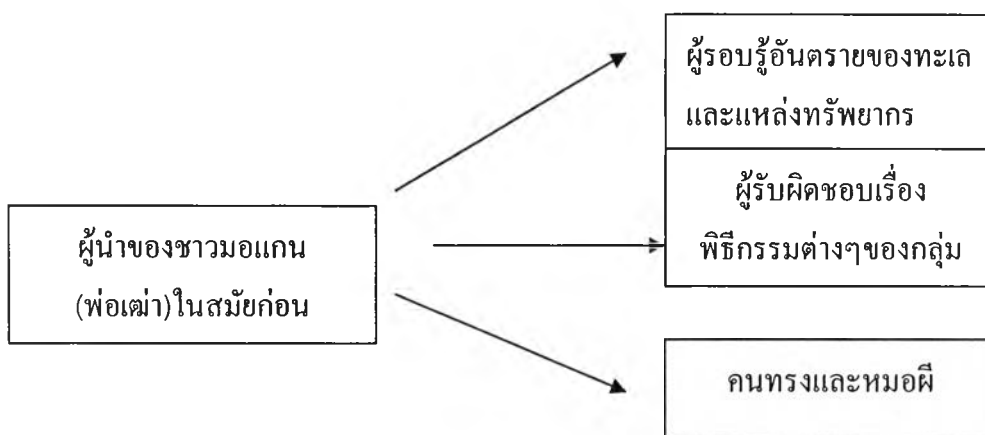 ผู้รอบรู้อันตรายของทะเล
และแหล่งทรัพยากร
ผู้รับผิดชอบเรื่อง
พิธีกรรมต่างๆของกลุ่ม
ผู้นำของชาวมอแกน
(พ่อเฒ่า)ในสมัยก่อน
คนทรงและหมอผี